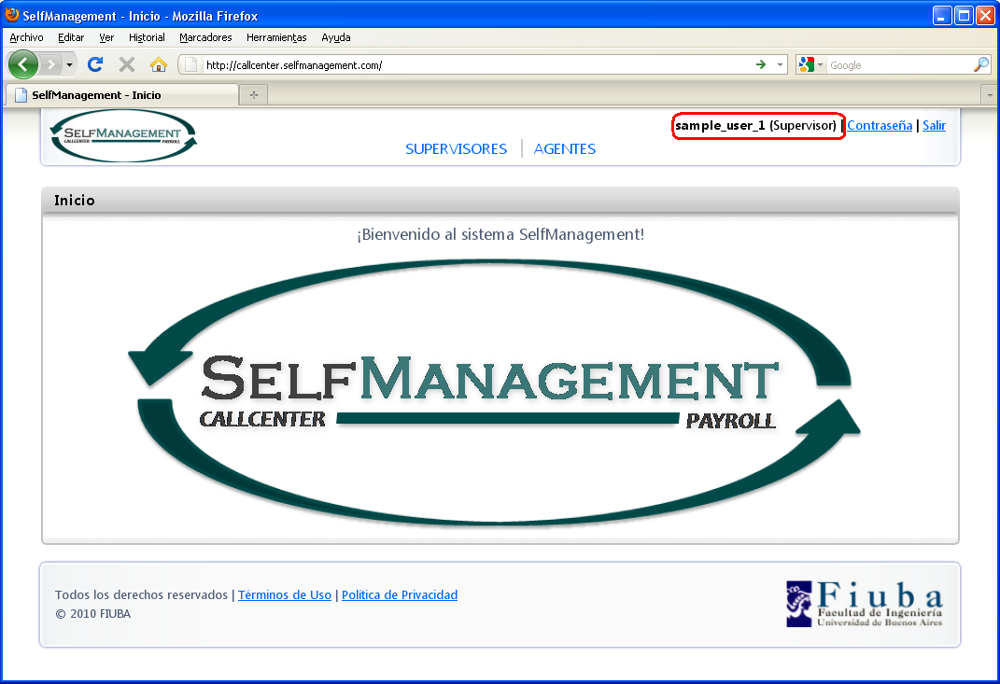 SelfManagement - Inicio - Mozilla Firefox
Archivo Editar Ver Historial Marcadores Herramientas Ayuda
http://callcenter.selfmanagement.com/ Google
SelfManagement - Inicio
SELFMANAGEMENT
CALLCENTER PAYROLL
sample_user_1 (Supervisor) | Contraseña | Salir
SUPERVISORES | AGENTES
Inicio
¡Bienvenido al sistema SelfManagement!
SELFMANAGEMENT
CALLCENTER PAYROLL
Todos los derechos reservados | Términos de Uso | Política de Privacidad
© 2010 FIUBA
Fiuba
Facultad de Ingeniería
Universidad de Buenos Aires